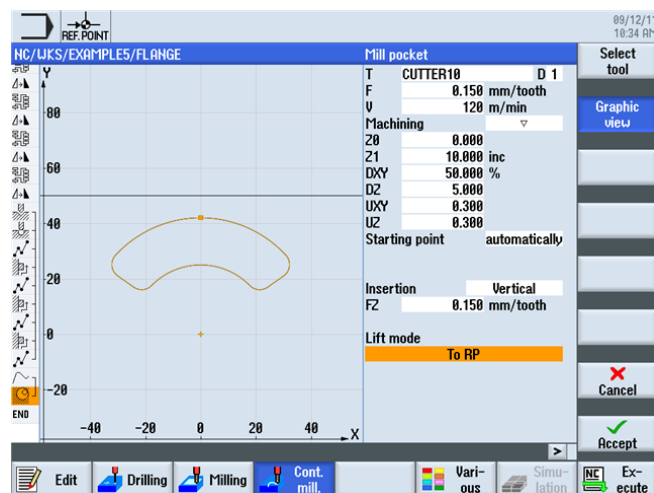 09/12/1
10:34 AM
REF. POINT
NC/WKS/EXAMPLE5/FLANGE
Mill pocket
Select
tool
Y
T CUTTER10 D 1
F 0.150 mm/tooth
V 120 m/min
Graphic
view
Machining
80
Z0 0.000
Z1 10.000 inc
DXY 50.000 %
60
DZ 5.000
UXY 0.300
UZ 0.300
40
Starting point automatically
20
Insertion Vertical
FZ 0.150 mm/tooth
0
Lift mode
To RP
-20
Cancel
END
-40 -20 0 20 40 X
Accept
>
Edit
Drilling
Milling
Cont.
mill.
Vari-
ous
Simu-
lation
NC
Ex-
ecute